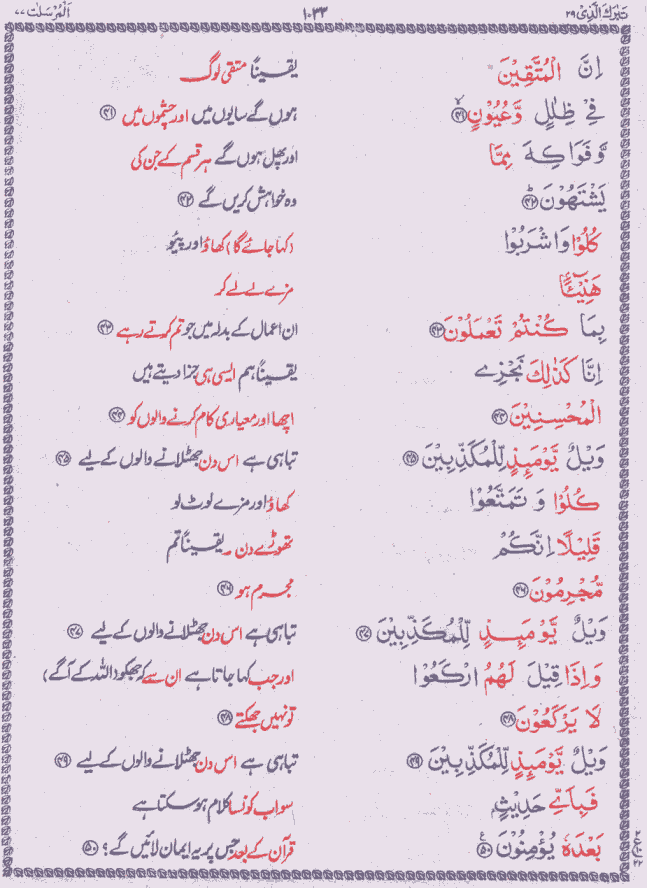 تَبٰرَكَ الَّذِیْ ٢٩ ١٠٣٣ اَلْمُرْسَلٰت ٧٧
اِنَّ الْمُتَّقِيْنَ يقيناً متقی لوگ
فِیْ ظِلٰلٍ وَّعُيُوْنٍ ﴿٤١﴾ ہوں گے سایوں میں اور چشموں میں ﴿٤١﴾
وَّفَوَاكِهَ مِمَّا اور پھل ہوں گے ہر قسم کے جن کی
يَشْتَهُوْنَ ﴿٤٢﴾ وہ خواہش کریں گے ﴿٤٢﴾
كُلُوْا وَاشْرَبُوْا (کہا جائے گا) کھاؤ اور پیئو
هَنِيْٓئًا مزے لے لے کر
بِمَا كُنْتُمْ تَعْمَلُوْنَ ﴿٤٣﴾ ان اعمال کے بدلہ میں جو تم کرتے رہے ﴿٤٣﴾
اِنَّا كَذٰلِكَ نَجْزِی یقیناً ہم ایسی ہی جزا دیتے ہیں
الْمُحْسِنِيْنَ ﴿٤٤﴾ اچھا اور معیاری کام کرنے والوں کو ﴿٤٤﴾
وَيْلٌ يَّوْمَئِذٍ لِّلْمُكَذِّبِيْنَ ﴿٤٥﴾ تباہی ہے اس دن جھٹلانے والوں کے لیے ﴿٤٥﴾
كُلُوْا وَ تَمَتَّعُوْا کھاؤ اور مزے لوٹ لو
قَلِيْلًا اِنَّكُمْ تھوڑے دن ۔ یقیناً تم
مُّجْرِمُوْنَ ﴿٤٦﴾ مجرم ہو ﴿٤٦﴾
وَيْلٌ يَّوْمَئِذٍ لِّلْمُكَذِّبِيْنَ ﴿٤٧﴾ تباہی ہے اس دن جھٹلانے والوں کے لیے ﴿٤٧﴾
وَاِذَا قِيْلَ لَهُمُ ارْكَعُوْا اور جب کہا جاتا ہے ان سے کہ جھکو (اللہ کے آگے)
لَا يَرْكَعُوْنَ ﴿٤٨﴾ تو نہیں جھکتے ﴿٤٨﴾
وَيْلٌ يَّوْمَئِذٍ لِّلْمُكَذِّبِيْنَ ﴿٤٩﴾ تباہی ہے اس دن جھٹلانے والوں کے لیے ﴿٤٩﴾
فَبِاَیِّ حَدِيْثٍۭ سو اب کونسا کلام ہو سکتا ہے
بَعْدَهٗ يُؤْمِنُوْنَ ﴿٥٠﴾ قرآن کے بعد جس پر یہ ایمان لائیں گے؟ ﴿٥٠﴾